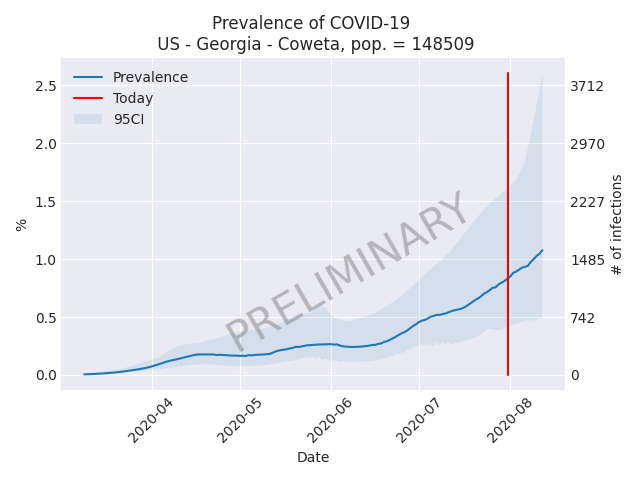 Prevalence of COVID-19
US - Georgia - Coweta, pop. = 148509
Prevalence
Today
95CI
2.5
2.0
1.5
1.0
0.5
0.0
%
3712
2970
2227
1485
742
0
# of infections
PRELIMINARY
2020-04
2020-05
2020-06
2020-07
2020-08
Date